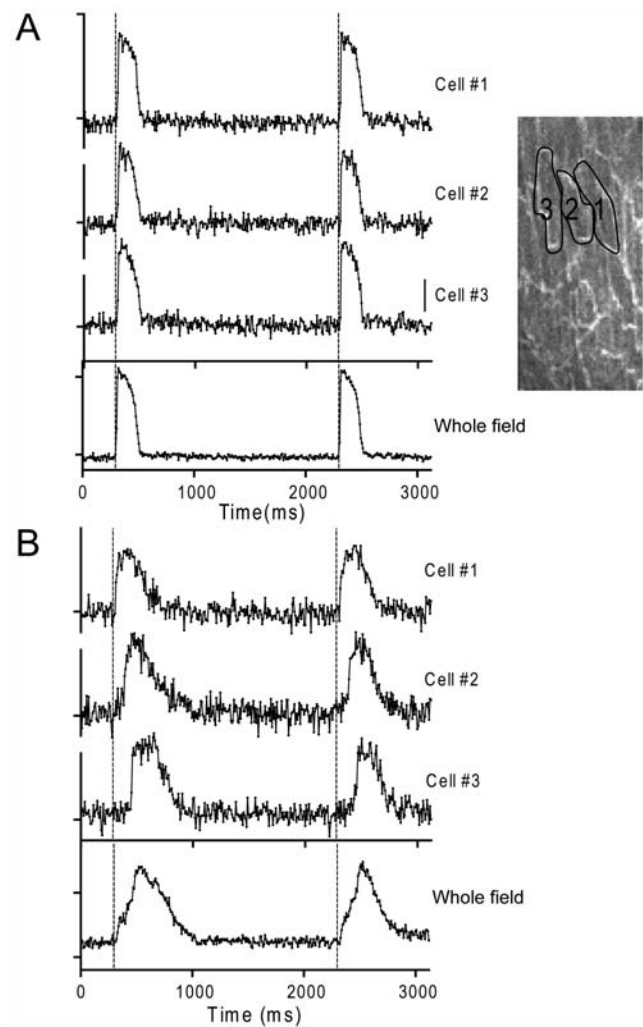 A
Cell #1
Cell #2
Cell #3
3 2 1
Whole field
0 1000 2000 3000
Time(ms)
B
Cell #1
Cell #2
Cell #3
Whole field
0 1000 2000 3000
Time (ms)